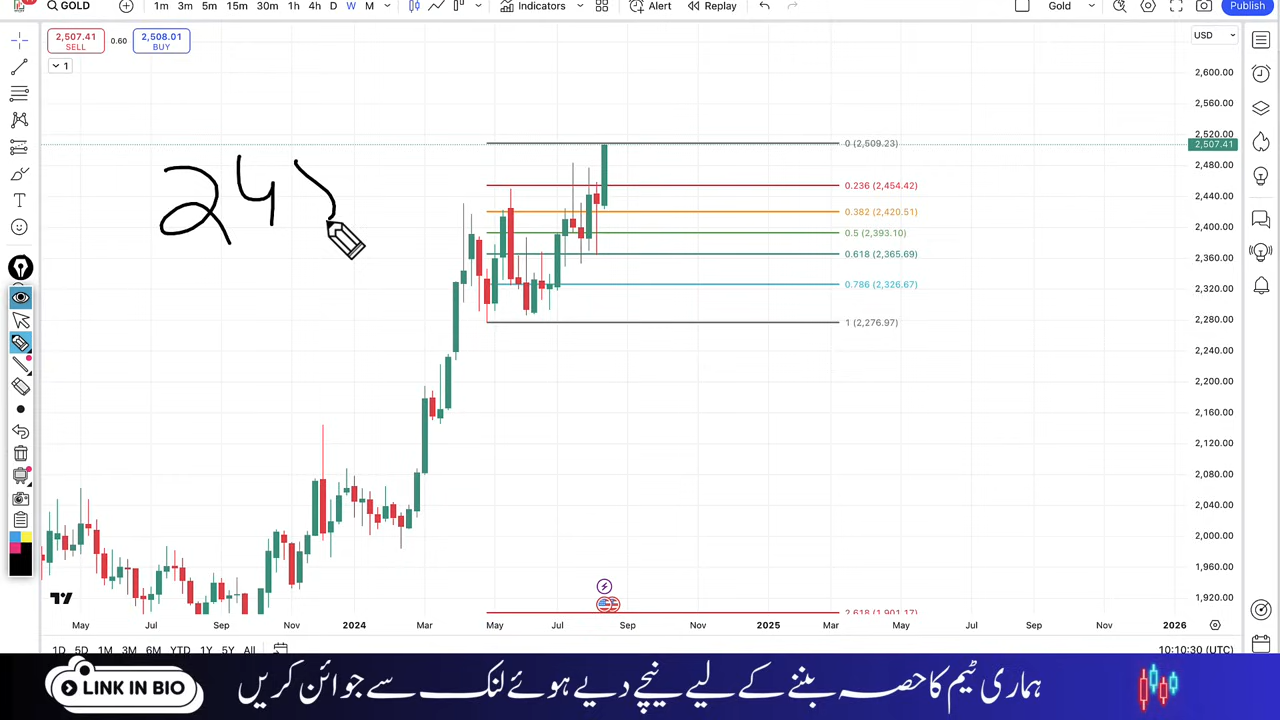 GOLD
1m 3m 5m 15m 30m 1h 4h D W M
Indicators
Alert
Replay
Gold
Publish
2,507.41
SELL
0.60
2,508.01
BUY
1
USD
2,600.00
2,560.00
2,520.00
2,507.41
2,480.00
2,440.00
2,400.00
2,360.00
2,320.00
2,280.00
2,240.00
2,200.00
2,160.00
2,120.00
2,080.00
2,040.00
2,000.00
1,960.00
1,920.00
0 (2,509.23)
0.236 (2,454.42)
0.382 (2,420.51)
0.5 (2,393.10)
0.618 (2,365.69)
0.786 (2,326.67)
1 (2,276.97)
2.618 (1,901.17)
24
May Jul Sep Nov 2024 Mar May Jul Sep Nov 2025 Mar May Jul Sep Nov 2026
1D 5D 1M 3M 6M YTD 1Y 5Y All
10:10:30 (UTC)
LINK IN BIO
ہماری ٹیم کا حصہ بننے کے لیے نیچے دیے ہوئے لنک سے جوائن کریں